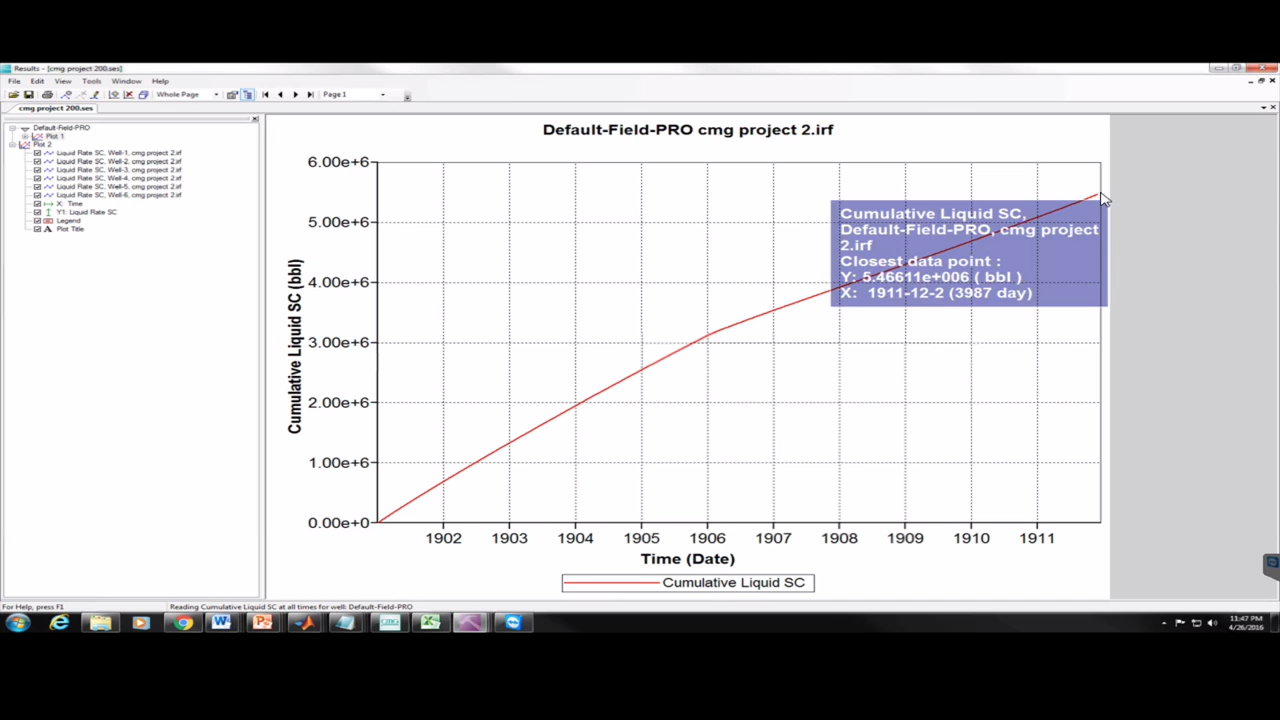 Results - [cmg project 200.ses]
File Edit View Tools Window Help
Whole Page
Page 1
cmg project 200.ses
Default-Field-PRO
Plot 1
Plot 2
Liquid Rate SC, Well-1, cmg project 2.irf
Liquid Rate SC, Well-2, cmg project 2.irf
Liquid Rate SC, Well-3, cmg project 2.irf
Liquid Rate SC, Well-4, cmg project 2.irf
Liquid Rate SC, Well-5, cmg project 2.irf
Liquid Rate SC, Well-6, cmg project 2.irf
X: Time
Y1: Liquid Rate SC
Legend
A Plot Title
Default-Field-PRO cmg project 2.irf
6.00e+6
5.00e+6
4.00e+6
3.00e+6
2.00e+6
1.00e+6
0.00e+0
Cumulative Liquid SC (bbl)
Cumulative Liquid SC,
Default-Field-PRO, cmg project
2.irf
Closest data point :
Y: 5.46611e+006 ( bbl )
X: 1911-12-2 (3987 day)
1902 1903 1904 1905 1906 1907 1908 1909 1910 1911
Time (Date)
Cumulative Liquid SC
For Help, press F1
Reading Cumulative Liquid SC at all times for well: Default-Field-PRO
CMG
11:47 PM
4/26/2016